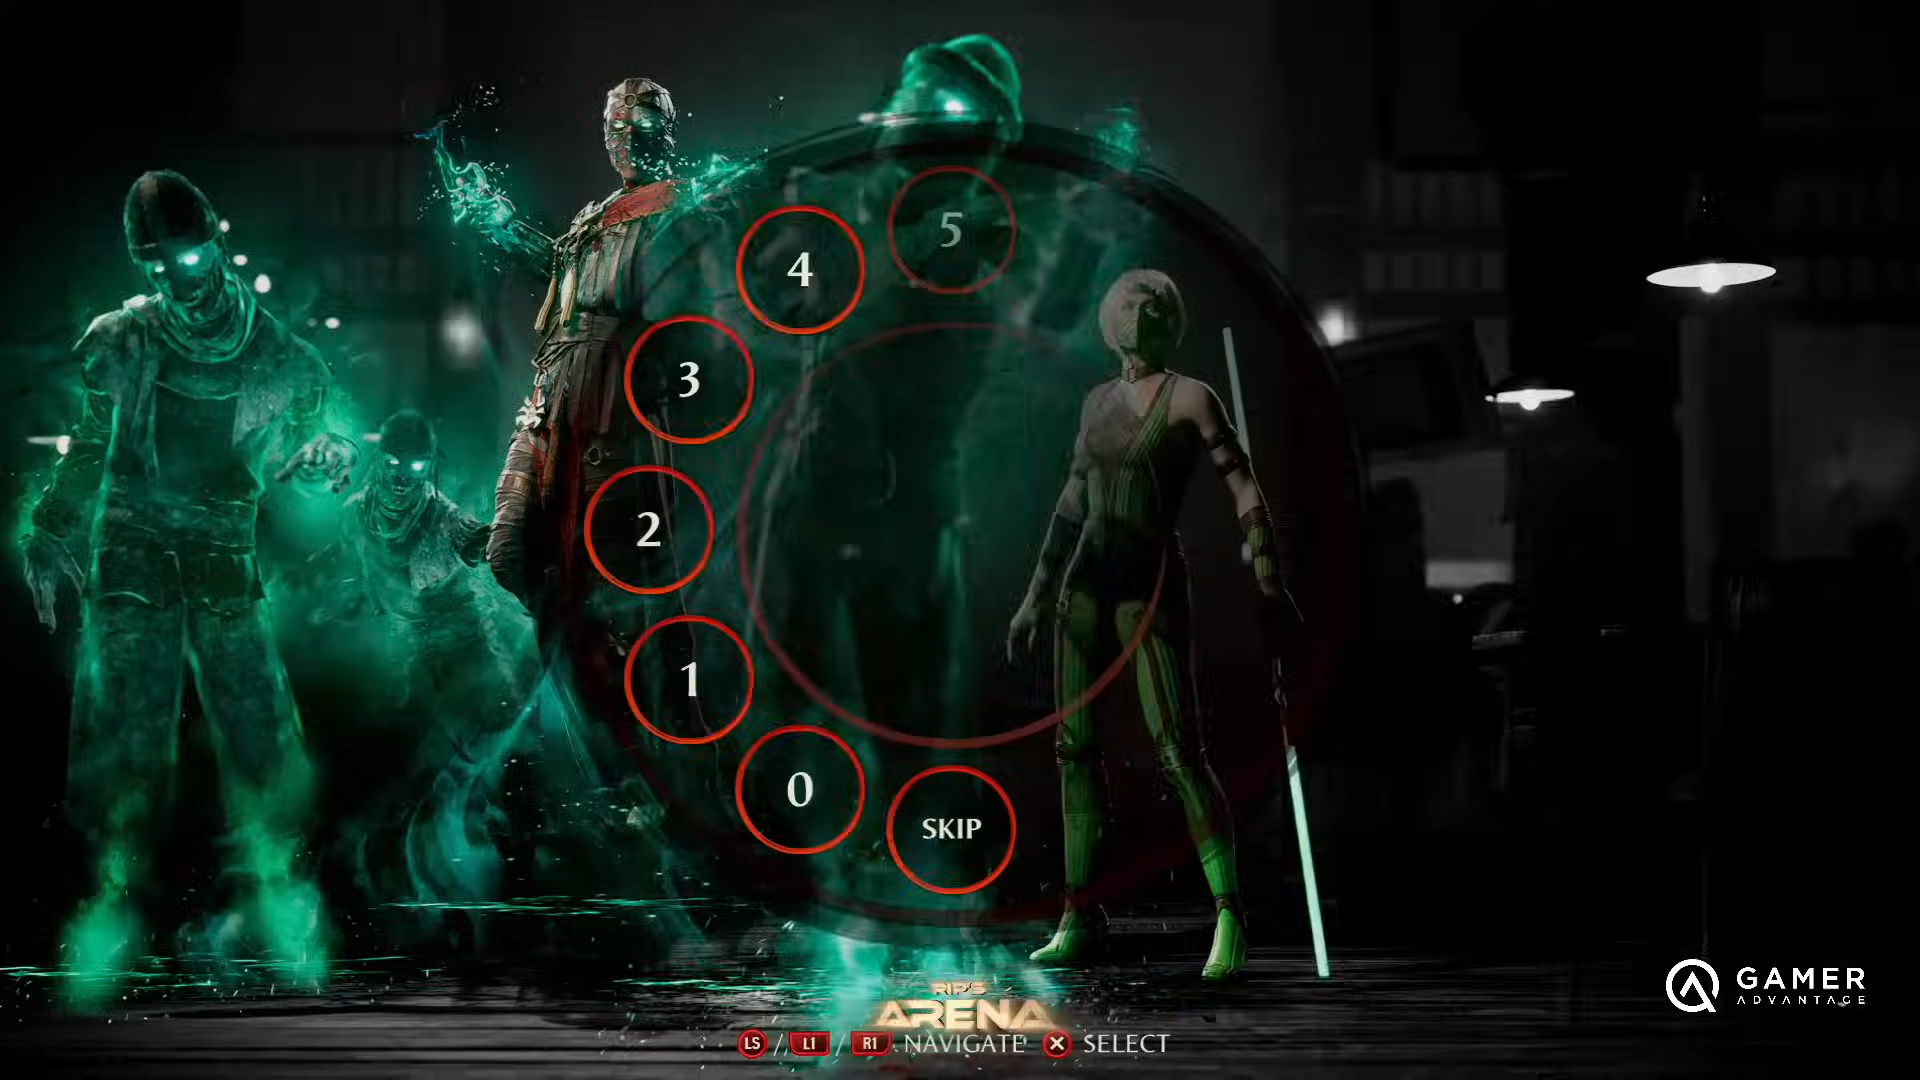 5
4
3
2
1
0
SKIP
RIP'S
ARENA
LS / L1 / R1 NAVIGATE X SELECT
GAMER
ADVANTAGE